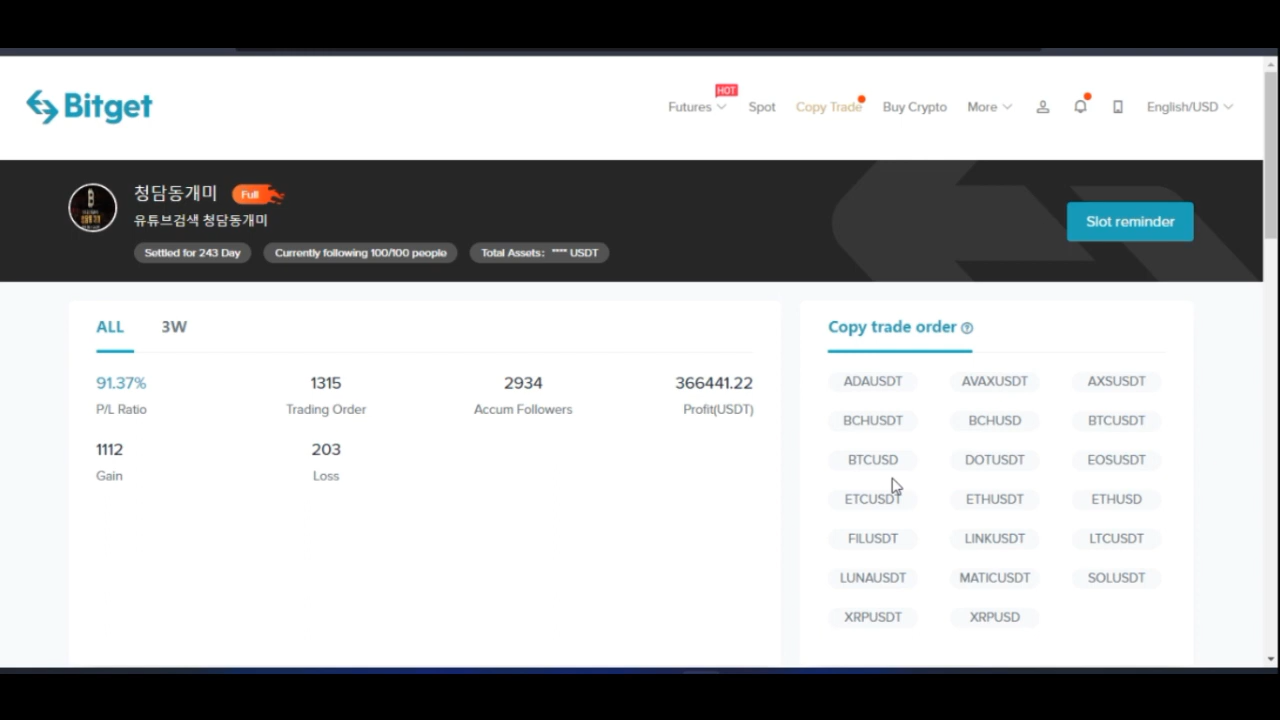 Bitget
HOT
Futures Spot Copy Trade Buy Crypto More English/USD
청담동개미 Full
유튜브검색 청담동개미
Settled for 243 Day Currently following 100/100 people Total Assets: **** USDT
Slot reminder
ALL 3W
91.37% 1315 2934 366441.22
P/L Ratio Trading Order Accum Followers Profit(USDT)
1112 203
Gain Loss
Copy trade order
ADAUSDT AVAXUSDT AXSUSDT
BCHUSDT BCHUSD BTCUSDT
BTCUSD DOTUSDT EOSUSDT
ETCUSDT ETHUSDT ETHUSD
FILUSDT LINKUSDT LTCUSDT
LUNAUSDT MATICUSDT SOLUSDT
XRPUSDT XRPUSD